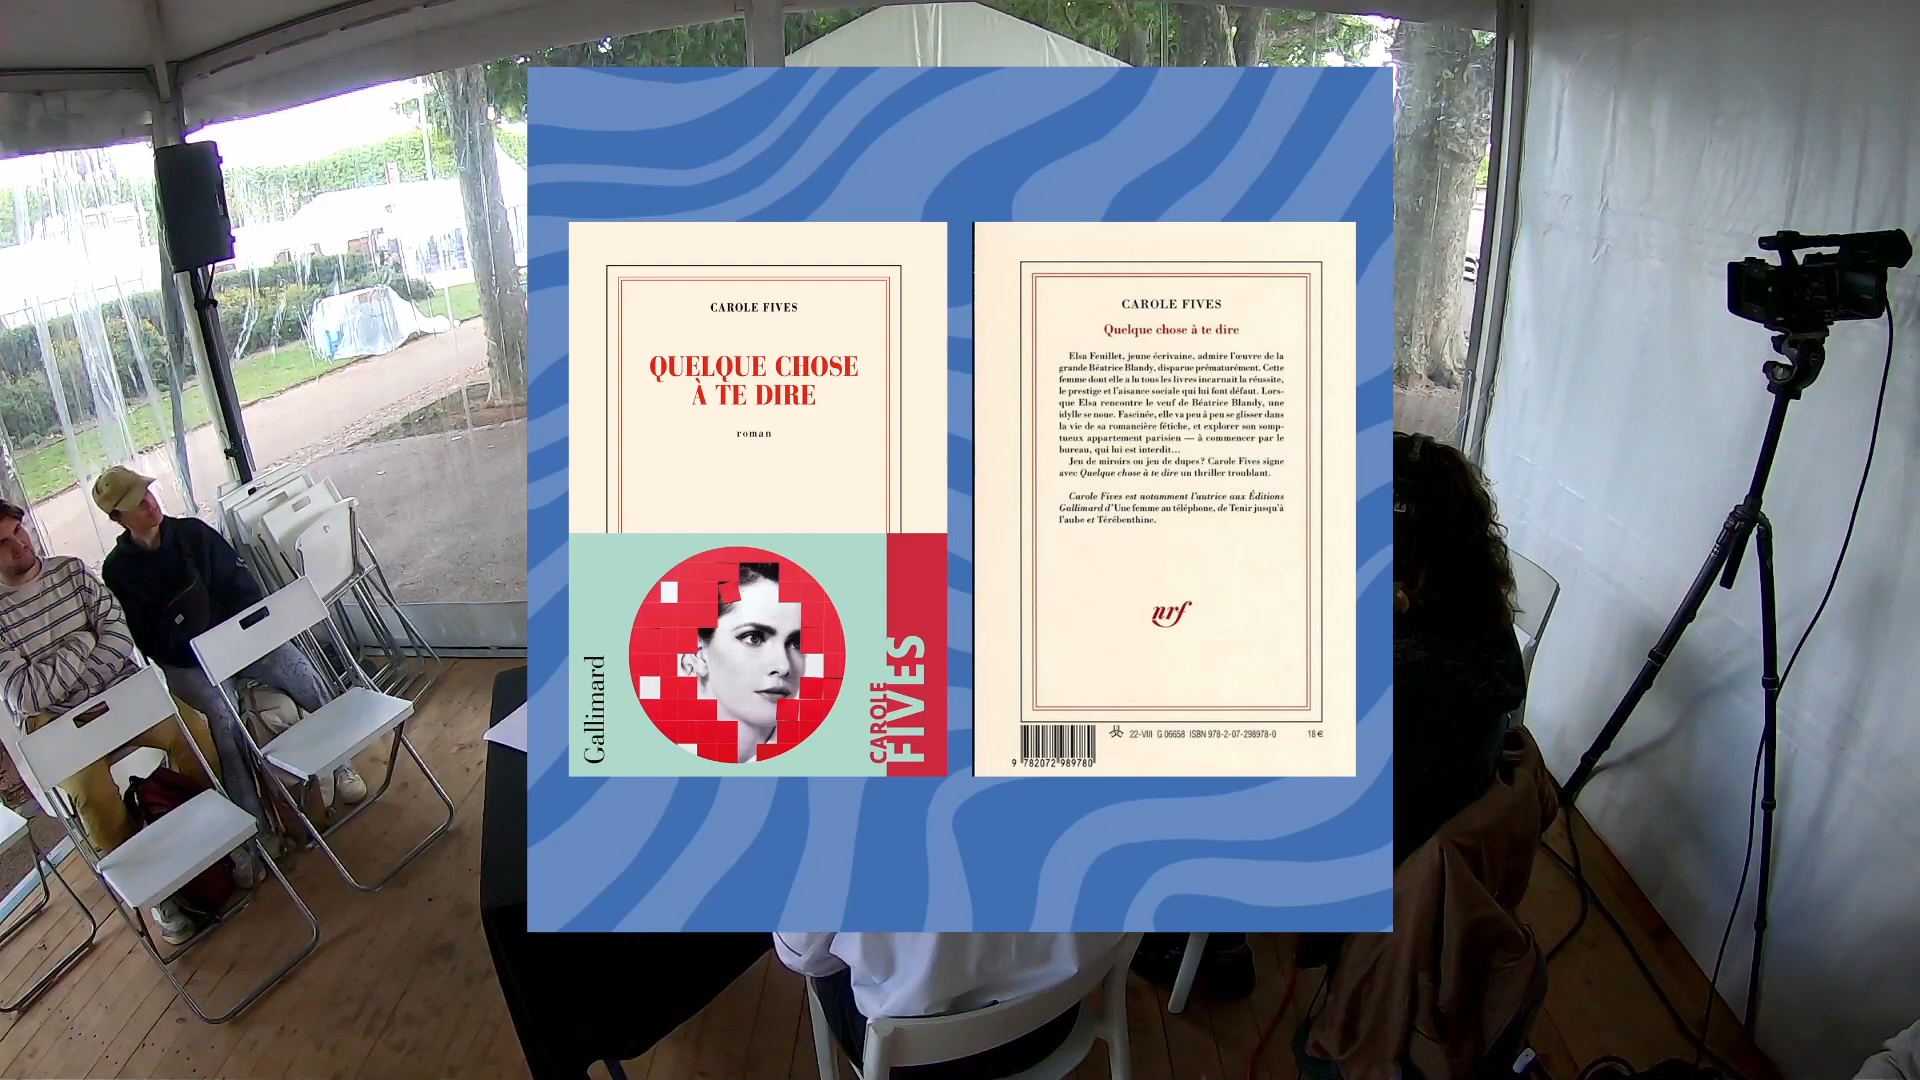 CAROLE FIVES
QUELQUE CHOSE
À TE DIRE
roman
Gallimard
CAROLE
FIVES
CAROLE FIVES
Quelque chose à te dire
Elsa Feuillet, jeune écrivaine, admire l'œuvre de la
grande Béatrice Blandy, disparue prématurément. Cette
femme dont elle a lu tous les livres incarnait la réussite,
le prestige et l'aisance sociale qui lui font défaut. Lors-
que Elsa rencontre le veuf de Béatrice Blandy, une
idylle se noue. Fascinée, elle va peu à peu se glisser dans
la vie de sa romancière fétiche, et explorer son somp-
tueux appartement parisien — à commencer par le
bureau, qui lui est interdit...
Jeu de miroirs ou jeu de dupes ? Carole Fives signe
avec Quelque chose à te dire un thriller troublant.
Carole Fives est notamment l'autrice aux Éditions
Gallimard d'Une femme au téléphone, de Tenir jusqu'à
l'aube et Térébenthine.
nrf
22-VIII G 06658 ISBN 978-2-07-298978-0 18 €
9 782072 989780